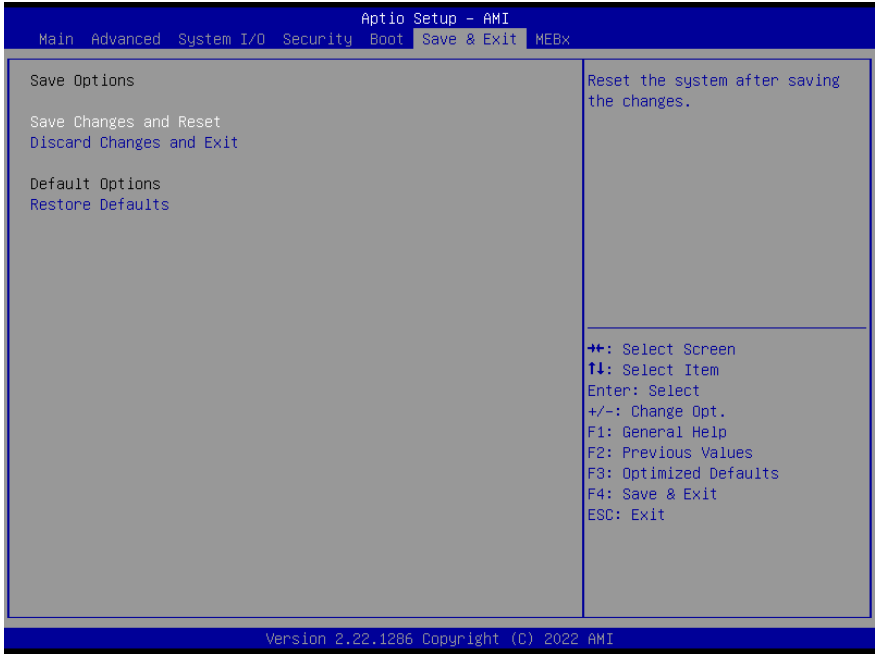 Aptio Setup – AMI
Main Advanced System I/O Security Boot Save & Exit MEBx
Save Options
Save Changes and Reset
Discard Changes and Exit
Default Options
Restore Defaults
Reset the system after saving
the changes.
→←: Select Screen
↑↓: Select Item
Enter: Select
+/-: Change Opt.
F1: General Help
F2: Previous Values
F3: Optimized Defaults
F4: Save & Exit
ESC: Exit
Version 2.22.1286 Copyright (C) 2022 AMI